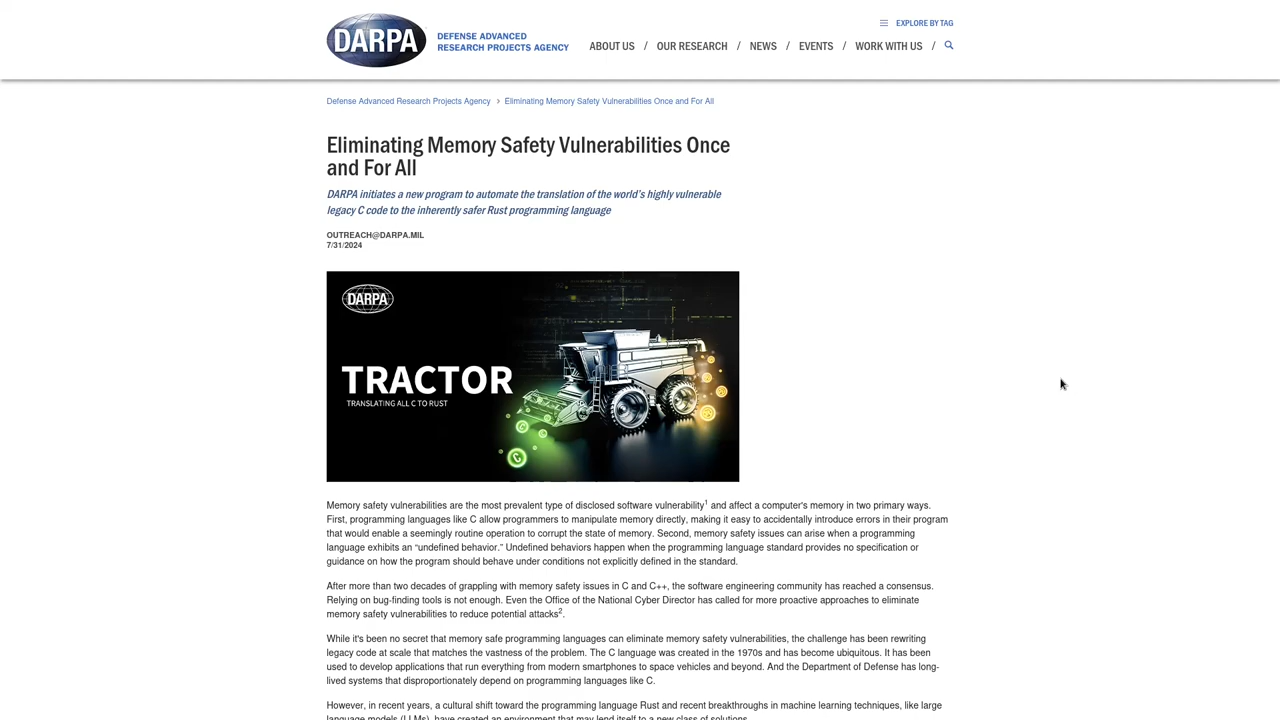 EXPLORE BY TAG
DARPA
DEFENSE ADVANCED
RESEARCH PROJECTS AGENCY
ABOUT US / OUR RESEARCH / NEWS / EVENTS / WORK WITH US /
Defense Advanced Research Projects Agency > Eliminating Memory Safety Vulnerabilities Once and For All
Eliminating Memory Safety Vulnerabilities Once
and For All
DARPA initiates a new program to automate the translation of the world's highly vulnerable
legacy C code to the inherently safer Rust programming language
OUTREACH@DARPA.MIL
7/31/2024
DARPA
TRACTOR
TRANSLATING ALL C TO RUST
Memory safety vulnerabilities are the most prevalent type of disclosed software vulnerability1 and affect a computer's memory in two primary ways.
First, programming languages like C allow programmers to manipulate memory directly, making it easy to accidentally introduce errors in their program
that would enable a seemingly routine operation to corrupt the state of memory. Second, memory safety issues can arise when a programming
language exhibits an “undefined behavior.” Undefined behaviors happen when the programming language standard provides no specification or
guidance on how the program should behave under conditions not explicitly defined in the standard.
After more than two decades of grappling with memory safety issues in C and C++, the software engineering community has reached a consensus.
Relying on bug-finding tools is not enough. Even the Office of the National Cyber Director has called for more proactive approaches to eliminate
memory safety vulnerabilities to reduce potential attacks2.
While it's been no secret that memory safe programming languages can eliminate memory safety vulnerabilities, the challenge has been rewriting
legacy code at scale that matches the vastness of the problem. The C language was created in the 1970s and has become ubiquitous. It has been
used to develop applications that run everything from modern smartphones to space vehicles and beyond. And the Department of Defense has long-
lived systems that disproportionately depend on programming languages like C.
However, in recent years, a cultural shift toward the programming language Rust and recent breakthroughs in machine learning techniques, like large
language models (LLMs), have created an environment that may lend itself to a new class of solutions.